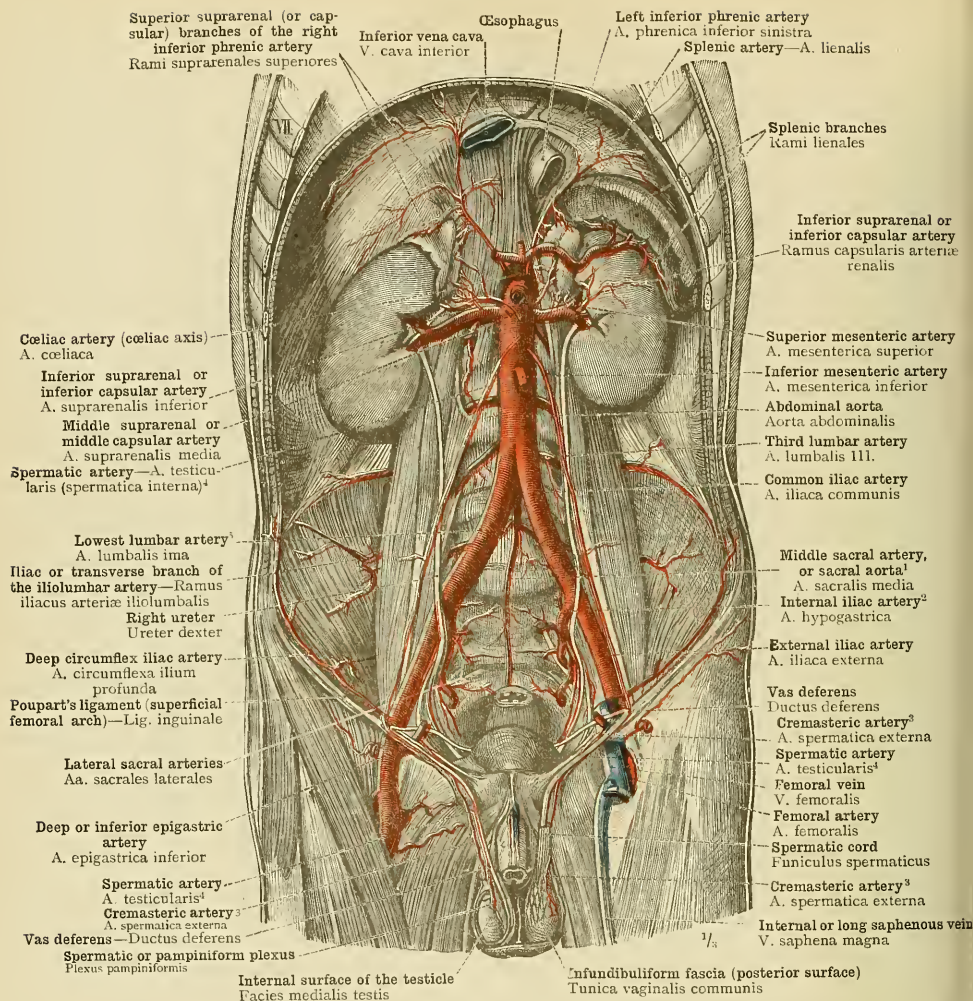 Superior suprarenal (or cap-
sular) branches of the right
inferior phrenic artery
Rami suprarenales superiores
Inferior vena cava
V. cava interior
Œsophagus
Left inferior phrenic artery
A. phrenica inferior sinistra
Splenic artery—A. lienalis
VII.
Splenic branches
Rami lienales
Inferior suprarenal or
inferior capsular artery
Ramus capsularis arteriæ
renalis
Cœliac artery (cœliac axis)
A. cœliaca
Inferior suprarenal or
inferior capsular artery
A. suprarenalis inferior
Middle suprarenal or
middle capsular artery
A. suprarenalis media
Spermatic artery—A. testicu-
laris (spermatica interna)⁴
Lowest lumbar artery⁵
A. lumbalis ima
Iliac or transverse branch of
the iliolumbar artery—Ramus
iliacus arteriæ iliolumbalis
Right ureter
Ureter dexter
Deep circumflex iliac artery
A. circumflexa ilium
profunda
Poupart's ligament (superficial
femoral arch)—Lig. inguinale
Lateral sacral arteries
Aa. sacrales laterales
Deep or inferior epigastric
artery
A. epigastrica inferior
Spermatic artery
A. testicularis⁴
Cremasteric artery³
A. spermatica externa
Vas deferens—Ductus deferens
Spermatic or pampiniform plexus
Plexus pampiniformis
Internal surface of the testicle
Facies medialis testis
Superior mesenteric artery
A. mesenterica superior
Inferior mesenteric artery
A. mesenterica inferior
Abdominal aorta
Aorta abdominalis
Third lumbar artery
A. lumbalis III.
Common iliac artery
A. iliaca communis
Middle sacral artery,
or sacral aorta¹
A. sacralis media
Internal iliac artery²
A. hypogastrica
External iliac artery
A. iliaca externa
Vas deferens
Ductus deferens
Cremasteric artery³
A. spermatica externa
Spermatic artery
A. testicularis⁴
Femoral vein
V. femoralis
Femoral artery
A. femoralis
Spermatic cord
Funiculus spermaticus
Cremasteric artery³
A. spermatica externa
Internal or long saphenous vein
V. saphena magna
1/3
Infundibuliform fascia (posterior surface)
Tunica vaginalis communis